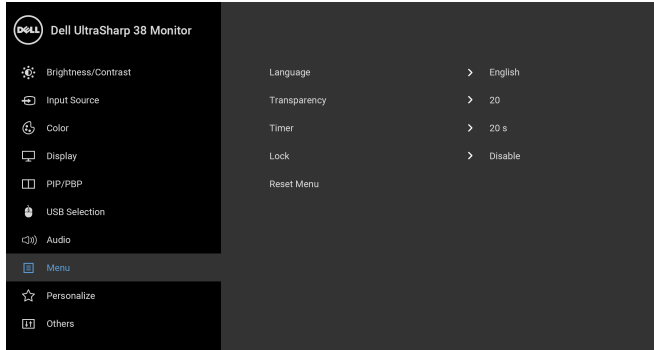 DELL Dell UltraSharp 38 Monitor
Brightness/Contrast Language > English
Input Source Transparency > 20
Color Timer > 20 s
Display Lock > Disable
PIP/PBP Reset Menu
USB Selection
Audio
Menu
Personalize
Others